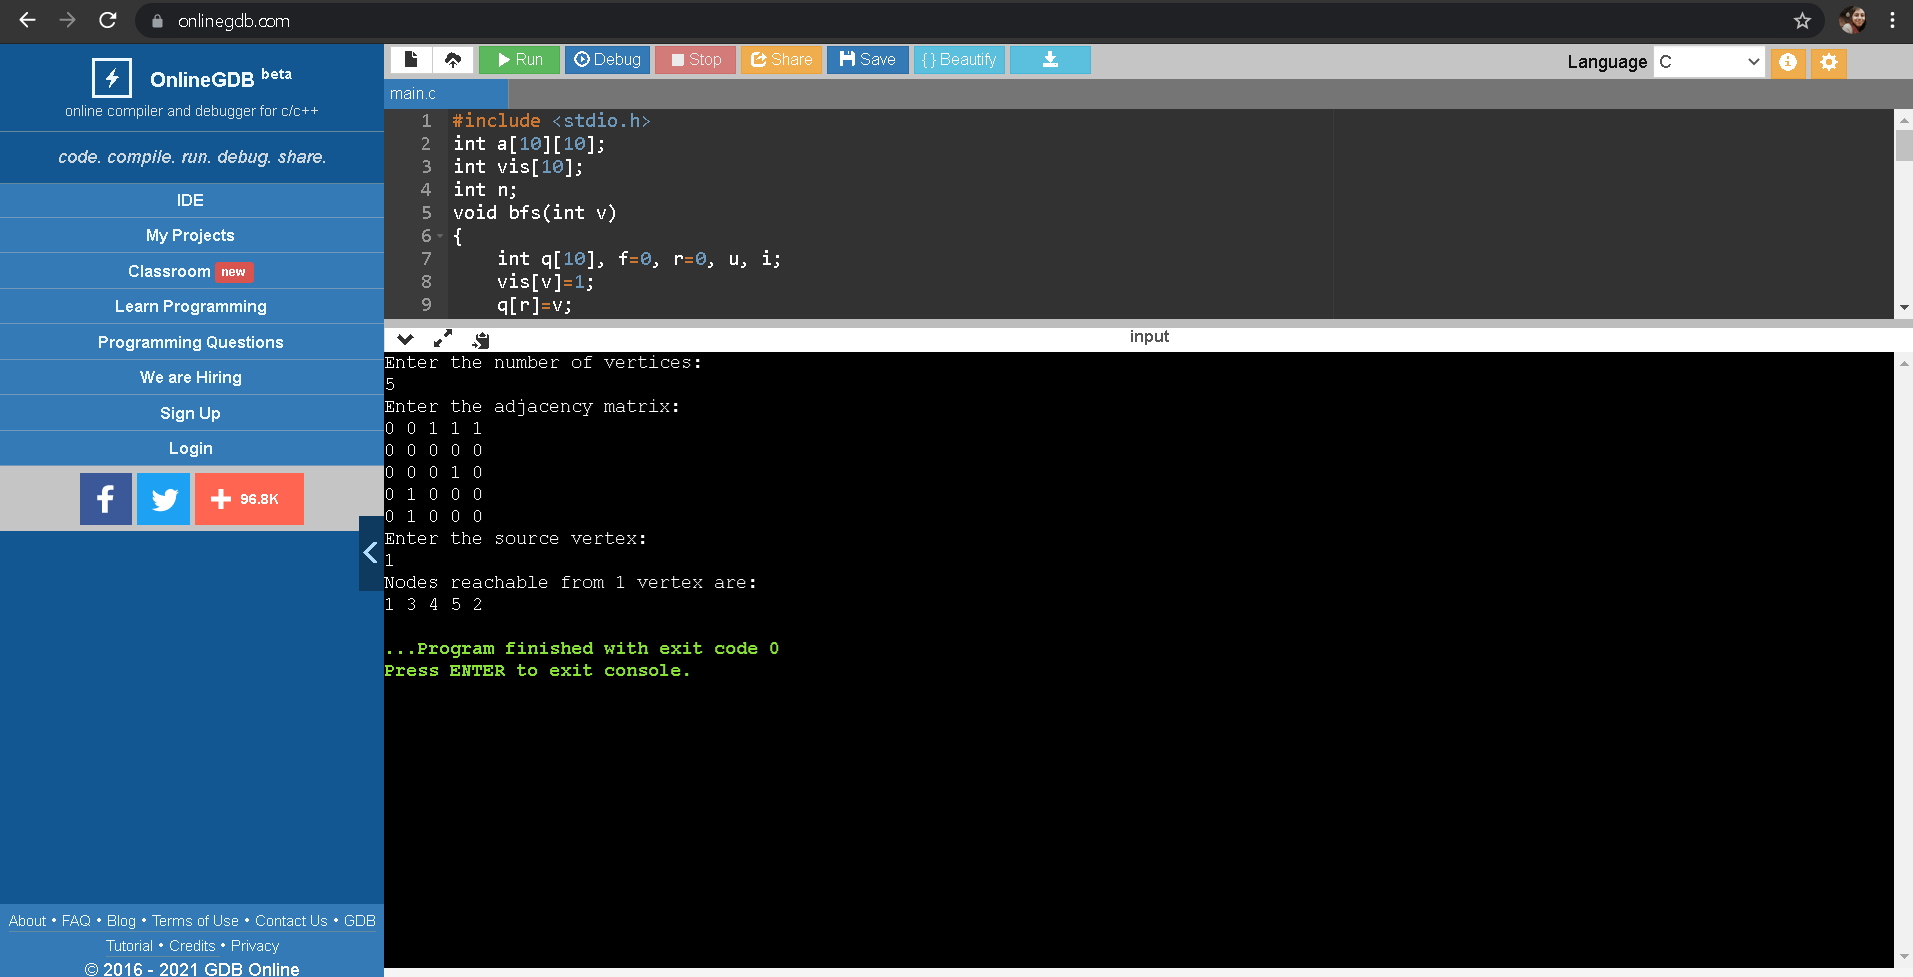 onlinegdb.com
OnlineGDB beta
online compiler and debugger for c/c++
code. compile. run. debug. share.
IDE
My Projects
Classroom new
Learn Programming
Programming Questions
We are Hiring
Sign Up
Login
f
96.8K
About • FAQ • Blog • Terms of Use • Contact Us • GDB
Tutorial • Credits • Privacy
© 2016 - 2021 GDB Online
Run Debug Stop Share Save {} Beautify
Language C
main.c
1 #include <stdio.h>
2 int a[10][10];
3 int vis[10];
4 int n;
5 void bfs(int v)
6 {
7 int q[10], f=0, r=0, u, i;
8 vis[v]=1;
9 q[r]=v;
input
Enter the number of vertices:
5
Enter the adjacency matrix:
0 0 1 1 1
0 0 0 0 0
0 0 0 1 0
0 1 0 0 0
0 1 0 0 0
Enter the source vertex:
1
Nodes reachable from 1 vertex are:
1 3 4 5 2
...Program finished with exit code 0
Press ENTER to exit console.